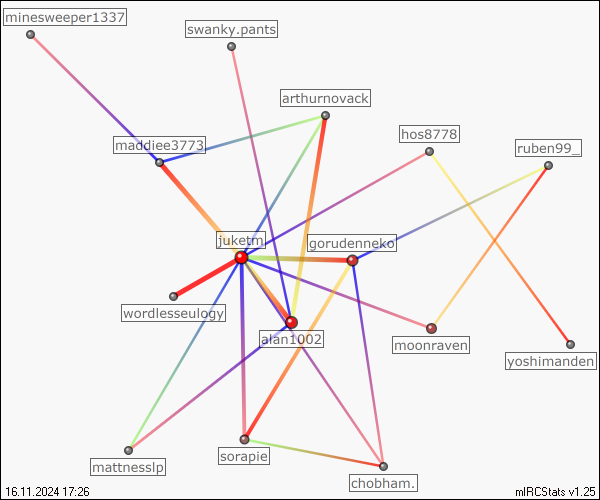 minesweeper1337
swanky.pants
arthurnovack
hos8778
maddiee3773
ruben99_
juketm
gorudenneko
wordlesseulogy
alan1002
moonraven
yoshimanden
sorapie
mattnesslp
chobham.
16.11.2024 17:26
mIRCStats v1.25